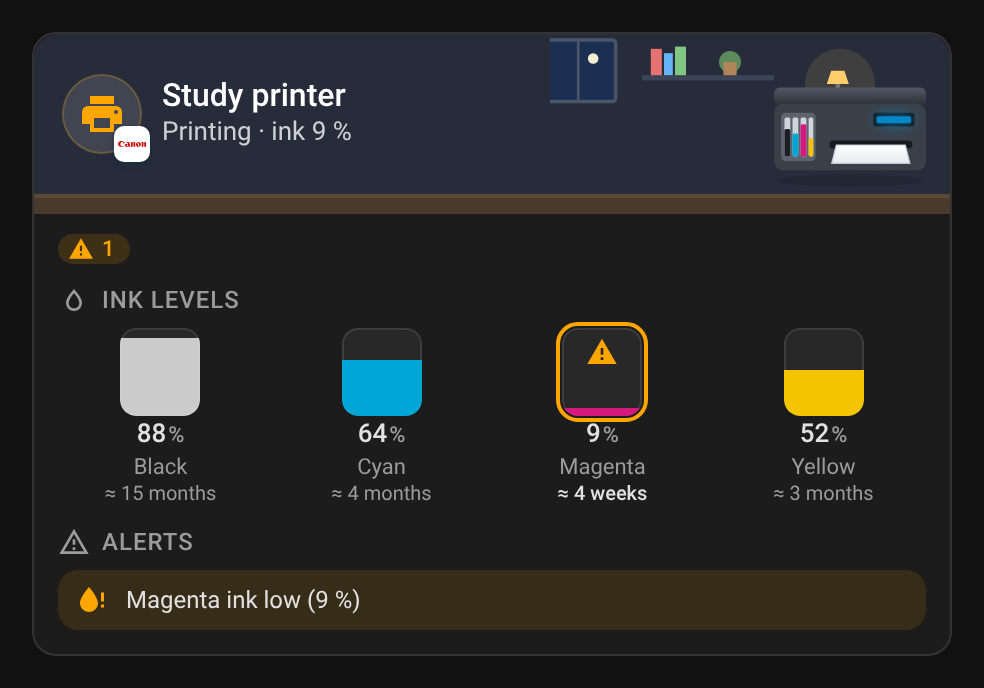 Study printer
Printing · ink 9 %
Canon
1
INK LEVELS
88%
Black
≈ 15 months
64%
Cyan
≈ 4 months
9%
Magenta
≈ 4 weeks
52%
Yellow
≈ 3 months
ALERTS
Magenta ink low (9 %)